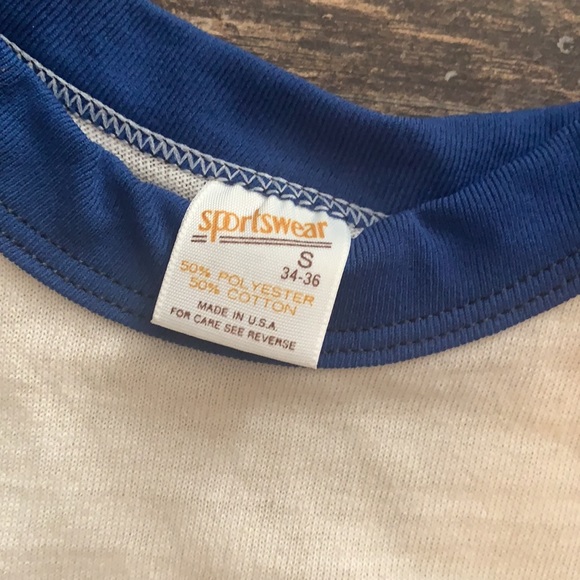 sportswear
S
34-36
50% POLYESTER
50% COTTON
MADE IN U.S.A.
FOR CARE SEE REVERSE